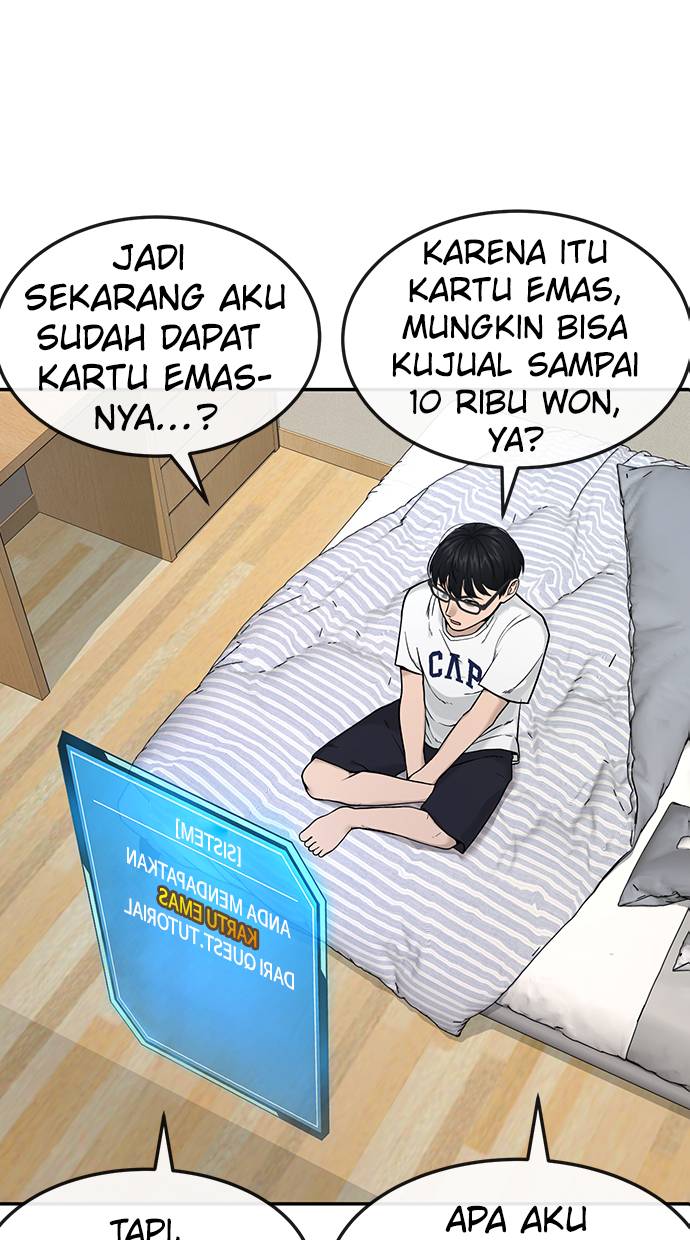 JADI
SEKARANG AKU
SUDAH DAPAT
KARTU EMAS-
NYA...?
KARENA ITU
KARTU EMAS,
MUNGKIN BISA
KUJUAL SAMPAI
10 RIBU WON,
YA?
CAP
[SISTEM]
ANDA MENDAPATKAN
KARTU EMAS
DARI QUEST.TUTORIAL
TAPI,
APA AKU